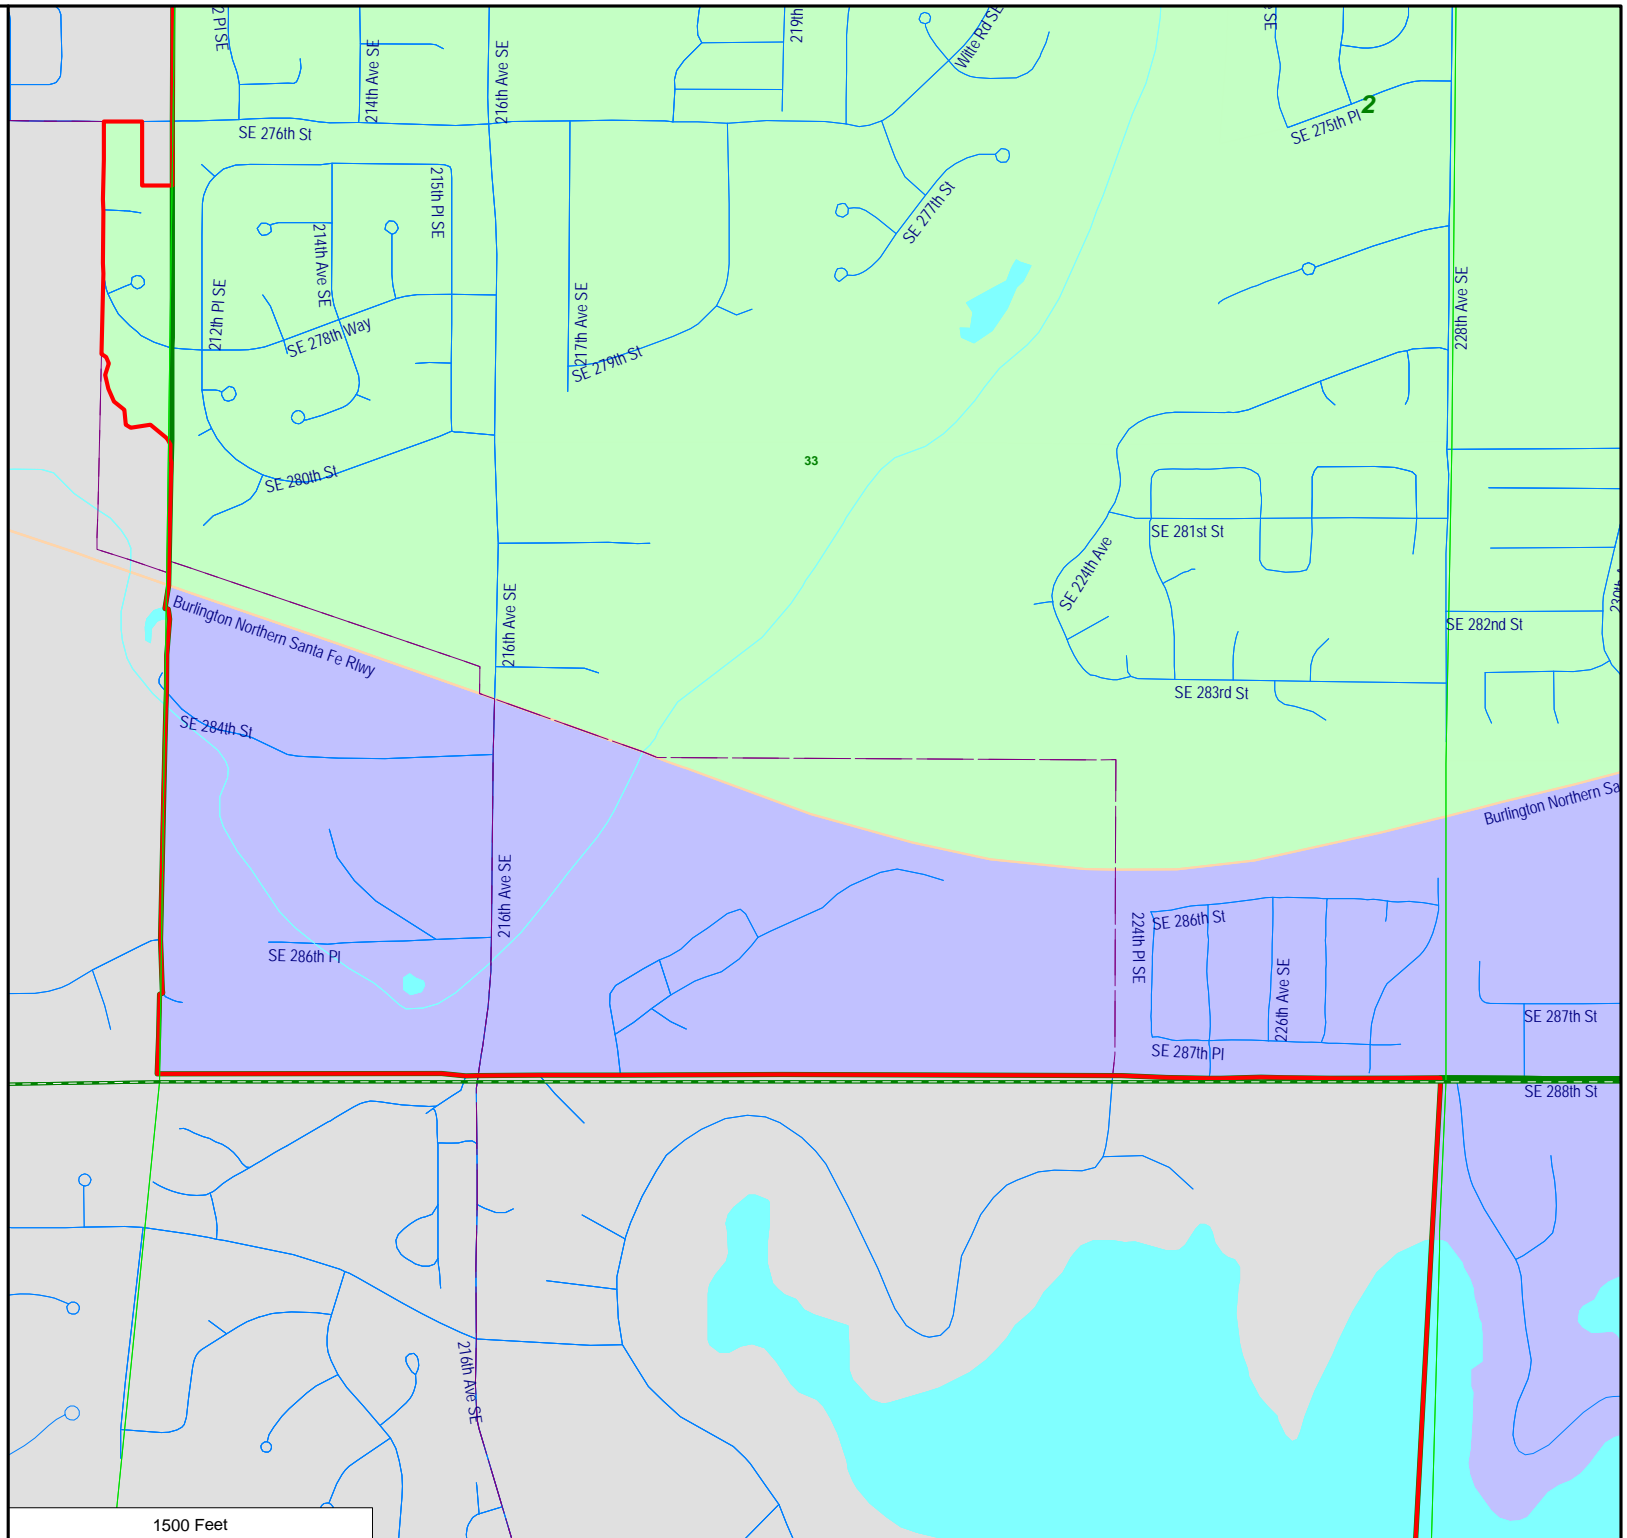 2 Pl SE
214th Ave SE
216th Ave SE
219th
Witte Rd SE
SE
2
SE 275th Pl
SE 276th St
215th Pl SE
SE 277th St
214th Ave SE
212th Pl SE
SE 278th Way
217th Ave SE
SE 279th St
228th Ave SE
33
SE 280th St
SE 281st St
SE 224th Ave
216th Ave SE
230th
SE 282nd St
Burlington Northern Santa Fe Rlwy
SE 283rd St
SE 284th St
Burlington Northern Sa
216th Ave SE
SE 286th Pl
224th Pl SE
SE 286th St
226th Ave SE
SE 287th St
SE 287th Pl
SE 288th St
216th Ave SE
1500 Feet